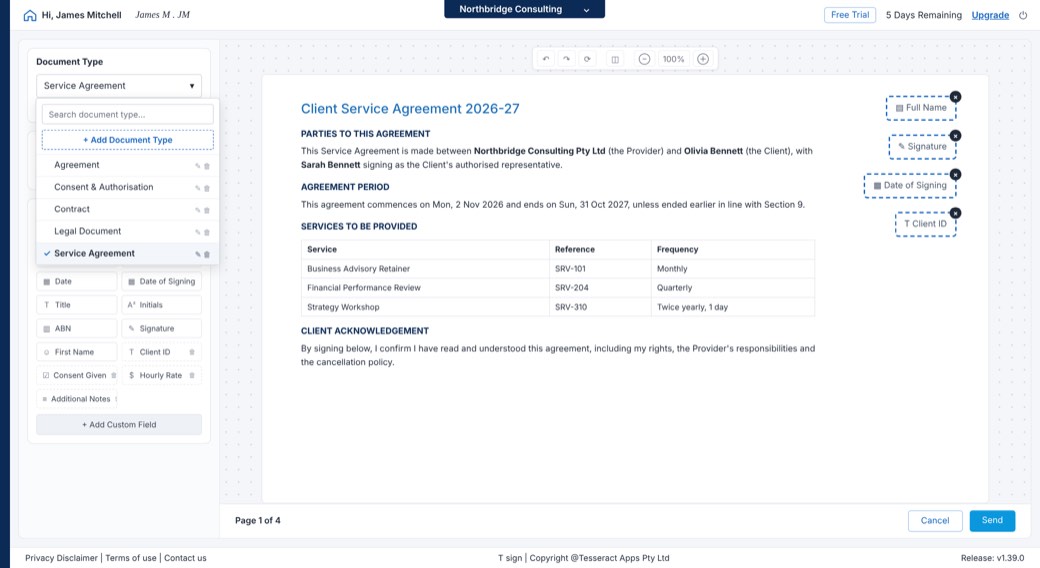 Hi, James Mitchell
James M . JM
Northbridge Consulting
Free Trial
5 Days Remaining
Upgrade
Document Type
Service Agreement
Search document type...
+ Add Document Type
Agreement
Consent & Authorisation
Contract
Legal Document
Service Agreement
Date
Date of Signing
Title
Initials
ABN
Signature
First Name
Client ID
Consent Given
Hourly Rate
Additional Notes
+ Add Custom Field
100%
Client Service Agreement 2026-27
PARTIES TO THIS AGREEMENT
This Service Agreement is made between Northbridge Consulting Pty Ltd (the Provider) and Olivia Bennett (the Client), with
Sarah Bennett signing as the Client's authorised representative.
AGREEMENT PERIOD
This agreement commences on Mon, 2 Nov 2026 and ends on Sun, 31 Oct 2027, unless ended earlier in line with Section 9.
SERVICES TO BE PROVIDED
Service Reference Frequency
Business Advisory Retainer SRV-101 Monthly
Financial Performance Review SRV-204 Quarterly
Strategy Workshop SRV-310 Twice yearly, 1 day
CLIENT ACKNOWLEDGEMENT
By signing below, I confirm I have read and understood this agreement, including my rights, the Provider's responsibilities and
the cancellation policy.
Full Name
Signature
Date of Signing
T Client ID
Page 1 of 4
Cancel
Send
Privacy Disclaimer | Terms of use | Contact us
T sign | Copyright @Tesseract Apps Pty Ltd
Release: v1.39.0